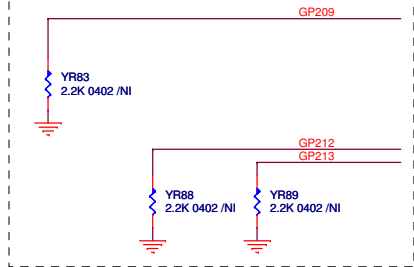 GP209
YR83
2.2K 0402 /NI
GP212
GP213
YR88
2.2K 0402 /NI
YR89
2.2K 0402 /NI